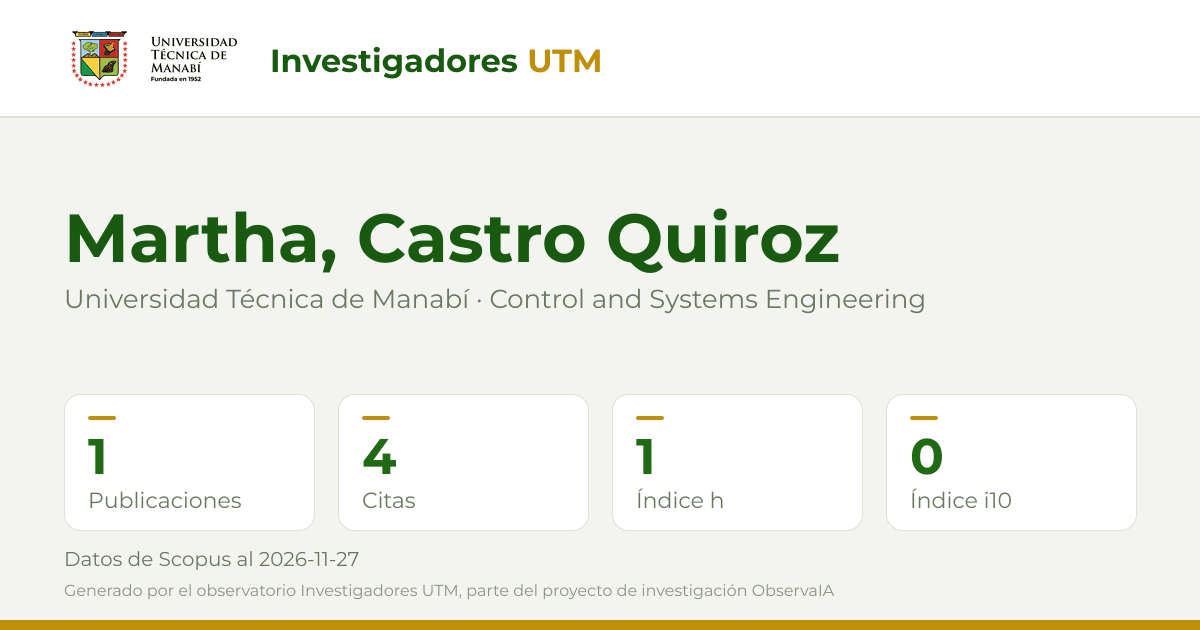 UNIVERSIDAD
TÉCNICA DE
MANABÍ
Fundada en 1952
Investigadores UTM
Martha, Castro Quiroz
Universidad Técnica de Manabí · Control and Systems Engineering
1
Publicaciones
4
Citas
1
Índice h
0
Índice i10
Datos de Scopus al 2026-11-27
Generado por el observatorio Investigadores UTM, parte del proyecto de investigación ObservaIA